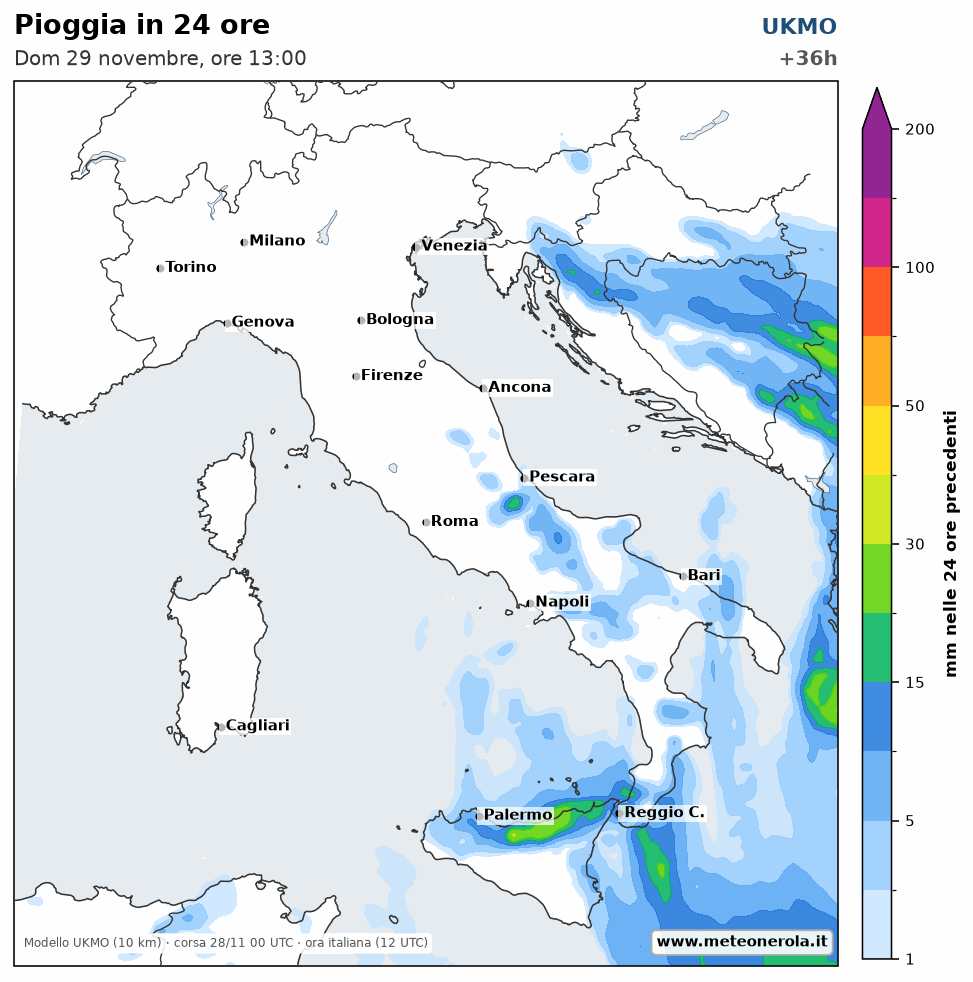 Pioggia in 24 ore
UKMO
Dom 29 novembre, ore 13:00
+36h
Milano
Venezia
Torino
Genova
Bologna
Firenze
Ancona
Pescara
Roma
Bari
Napoli
Cagliari
Palermo
Reggio C.
200
100
50
30
15
5
1
mm nelle 24 ore precedenti
Modello UKMO (10 km) · corsa 28/11 00 UTC · ora italiana (12 UTC)
www.meteonerola.it